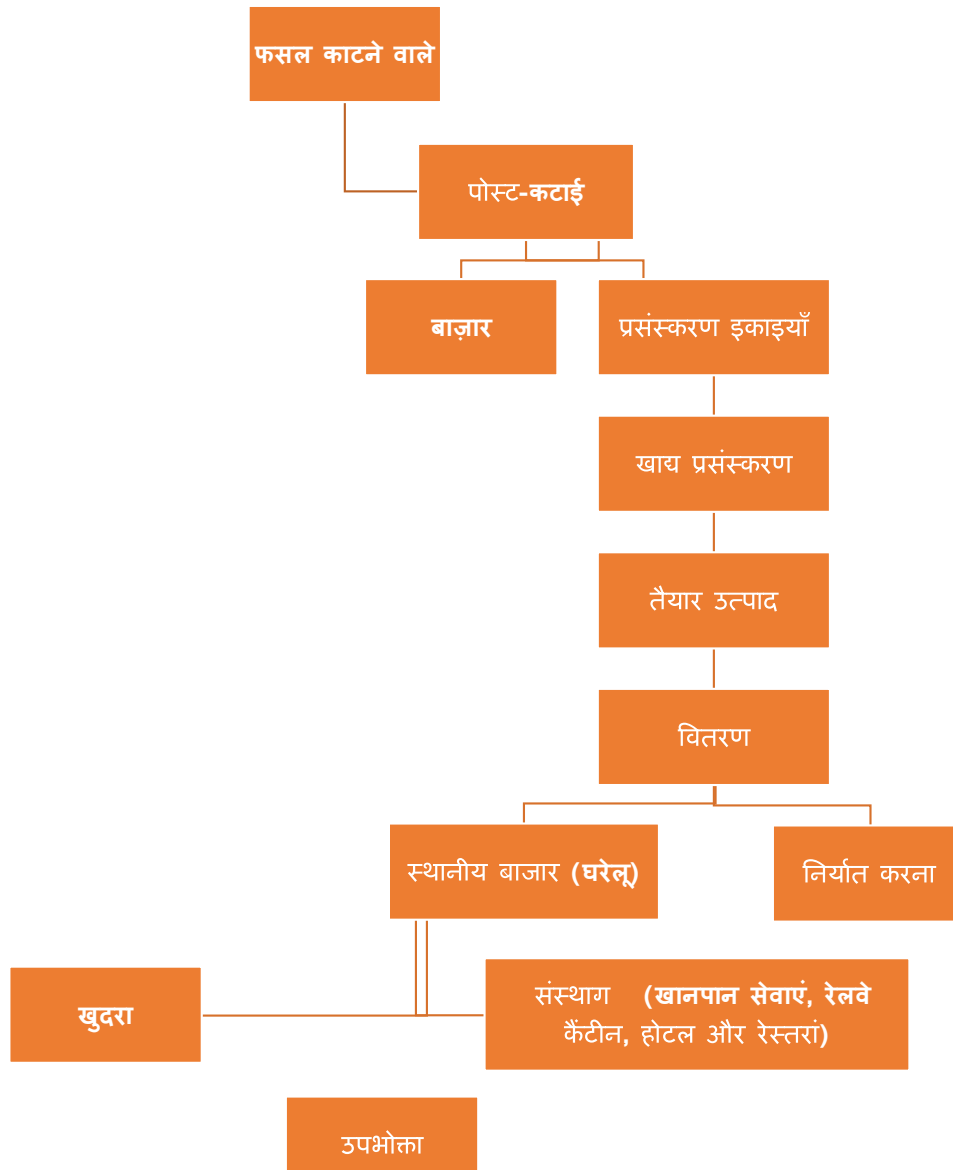 फसल काटने वाले
पोस्ट-कटाई
बाज़ार
प्रसंस्करण इकाइयाँ
खाद्य प्रसंस्करण
तैयार उत्पाद
वितरण
स्थानीय बाजार (घरेलू)
निर्यात करना
खुदरा
संस्थाग (खानपान सेवाएं, रेलवे
कैंटीन, होटल और रेस्तरां)
उपभोक्ता